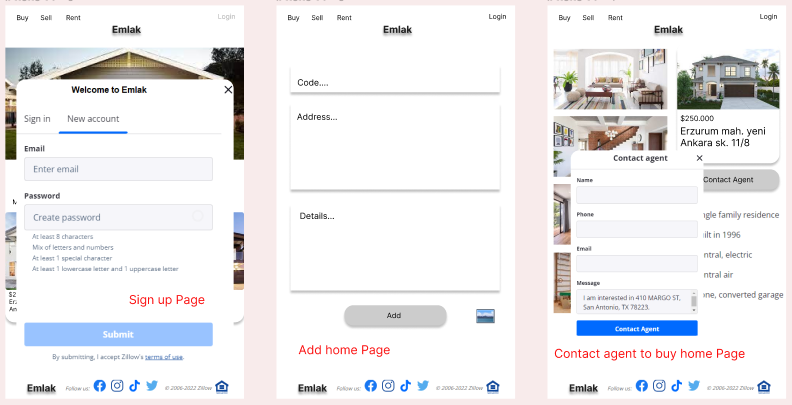 Buy Sell Rent Login
Emlak
Welcome to Emlak
Sign in New account
Email
Enter email
Password
Create password
At least 8 characters
Mix of letters and numbers
At least 1 special character
At least 1 lowercase letter and 1 uppercase letter
$2
Sign up Page
Submit
By submitting, I accept Zillow's terms of use.
Emlak Follow us: © 2006-2022 Zillow
Buy Sell Rent Login
Emlak
Code....
Address...
Details...
Add
Add home Page
Emlak Follow us: © 2006-2022 Zillow
Buy Sell Rent Login
Emlak
$250.000
Erzurum mah. yeni
Ankara sk. 11/8
Contact Agent
Contact agent
Name
Phone
Email
Message
I am interested in 410 MARGO ST,
San Antonio, TX 78223.
Contact Agent
family residence
in 1996
electric
air
converted garage
Contact agent to buy home Page
Emlak Follow us: © 2006-2022 Zillow